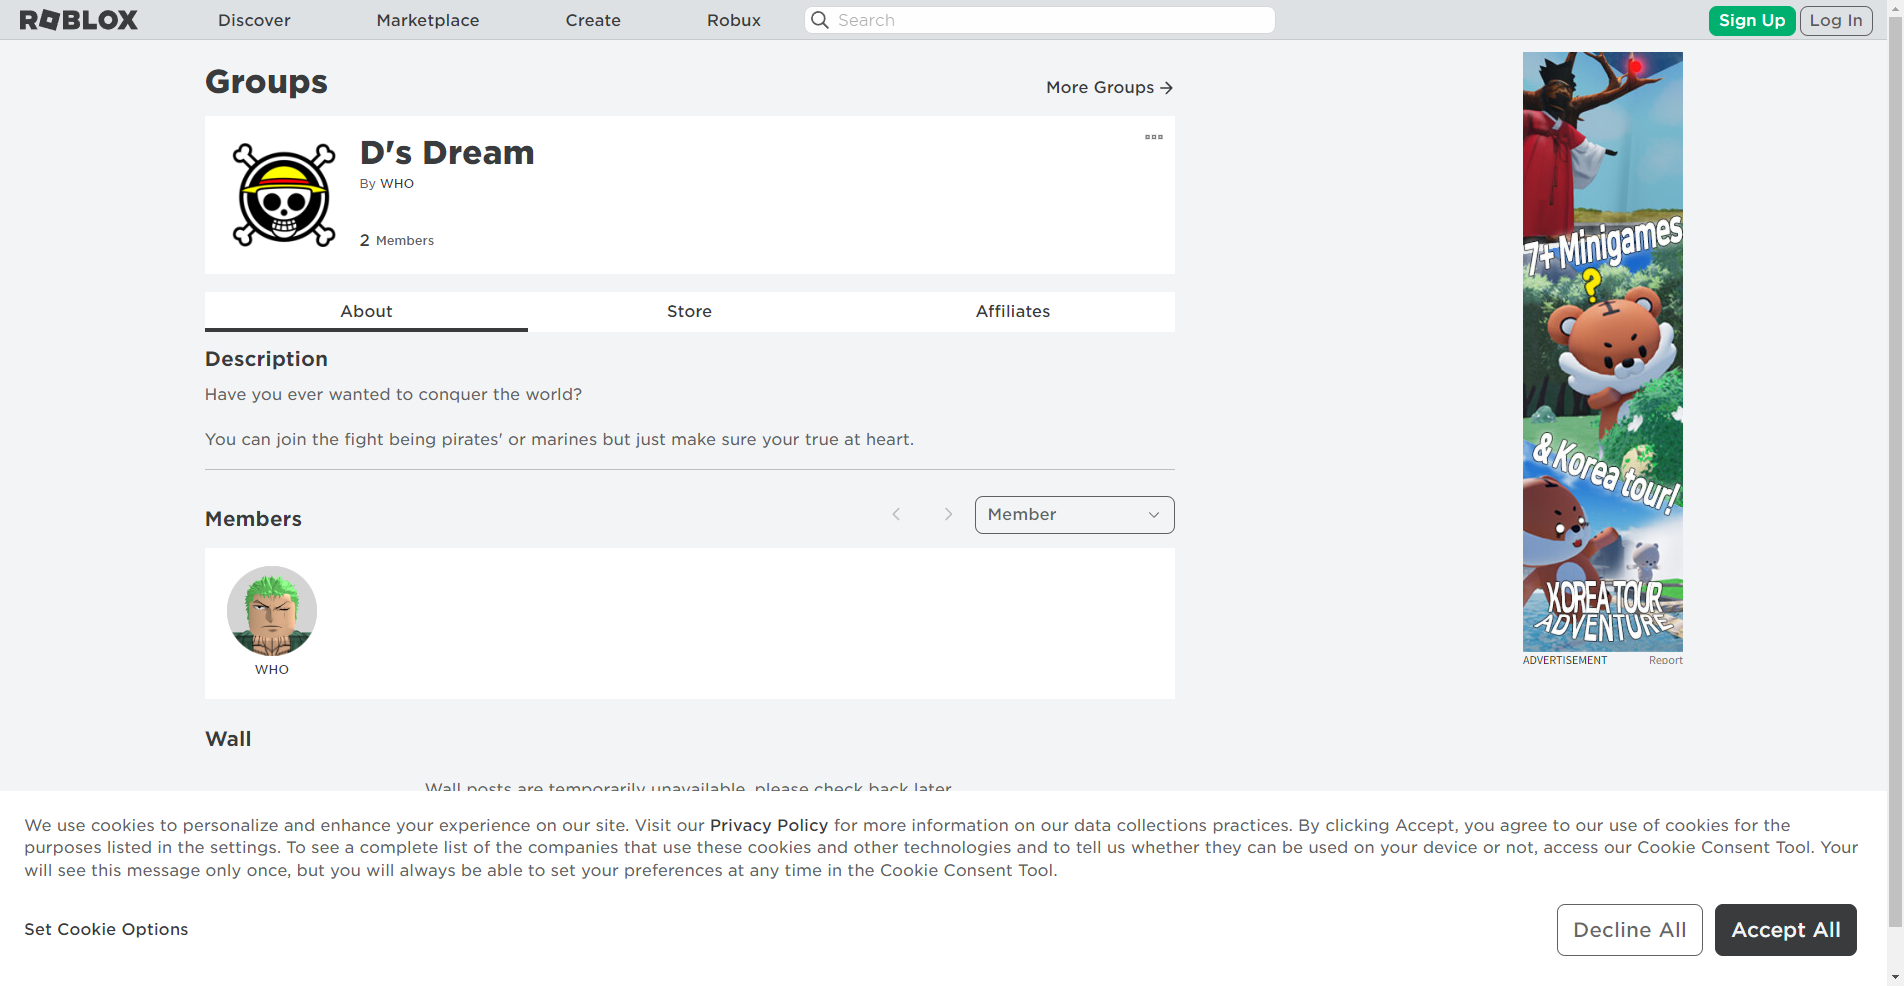 ROBLOX
Discover
Marketplace
Create
Robux
Search
Sign Up
Log In
Groups
More Groups
D's Dream
By WHO
2 Members
About
Store
Affiliates
Description
Have you ever wanted to conquer the world?
You can join the fight being pirates' or marines but just make sure your true at heart.
Members
Member
WHO
Wall
Wall posts are temporarily unavailable, please check back later
7+ Minigames
?
& Korea tour!
KOREA TOUR
ADVENTURE
ADVERTISEMENT
Report
We use cookies to personalize and enhance your experience on our site. Visit our Privacy Policy for more information on our data collections practices. By clicking Accept, you agree to our use of cookies for the
purposes listed in the settings. To see a complete list of the companies that use these cookies and other technologies and to tell us whether they can be used on your device or not, access our Cookie Consent Tool. Your
will see this message only once, but you will always be able to set your preferences at any time in the Cookie Consent Tool.
Set Cookie Options
Decline All
Accept All